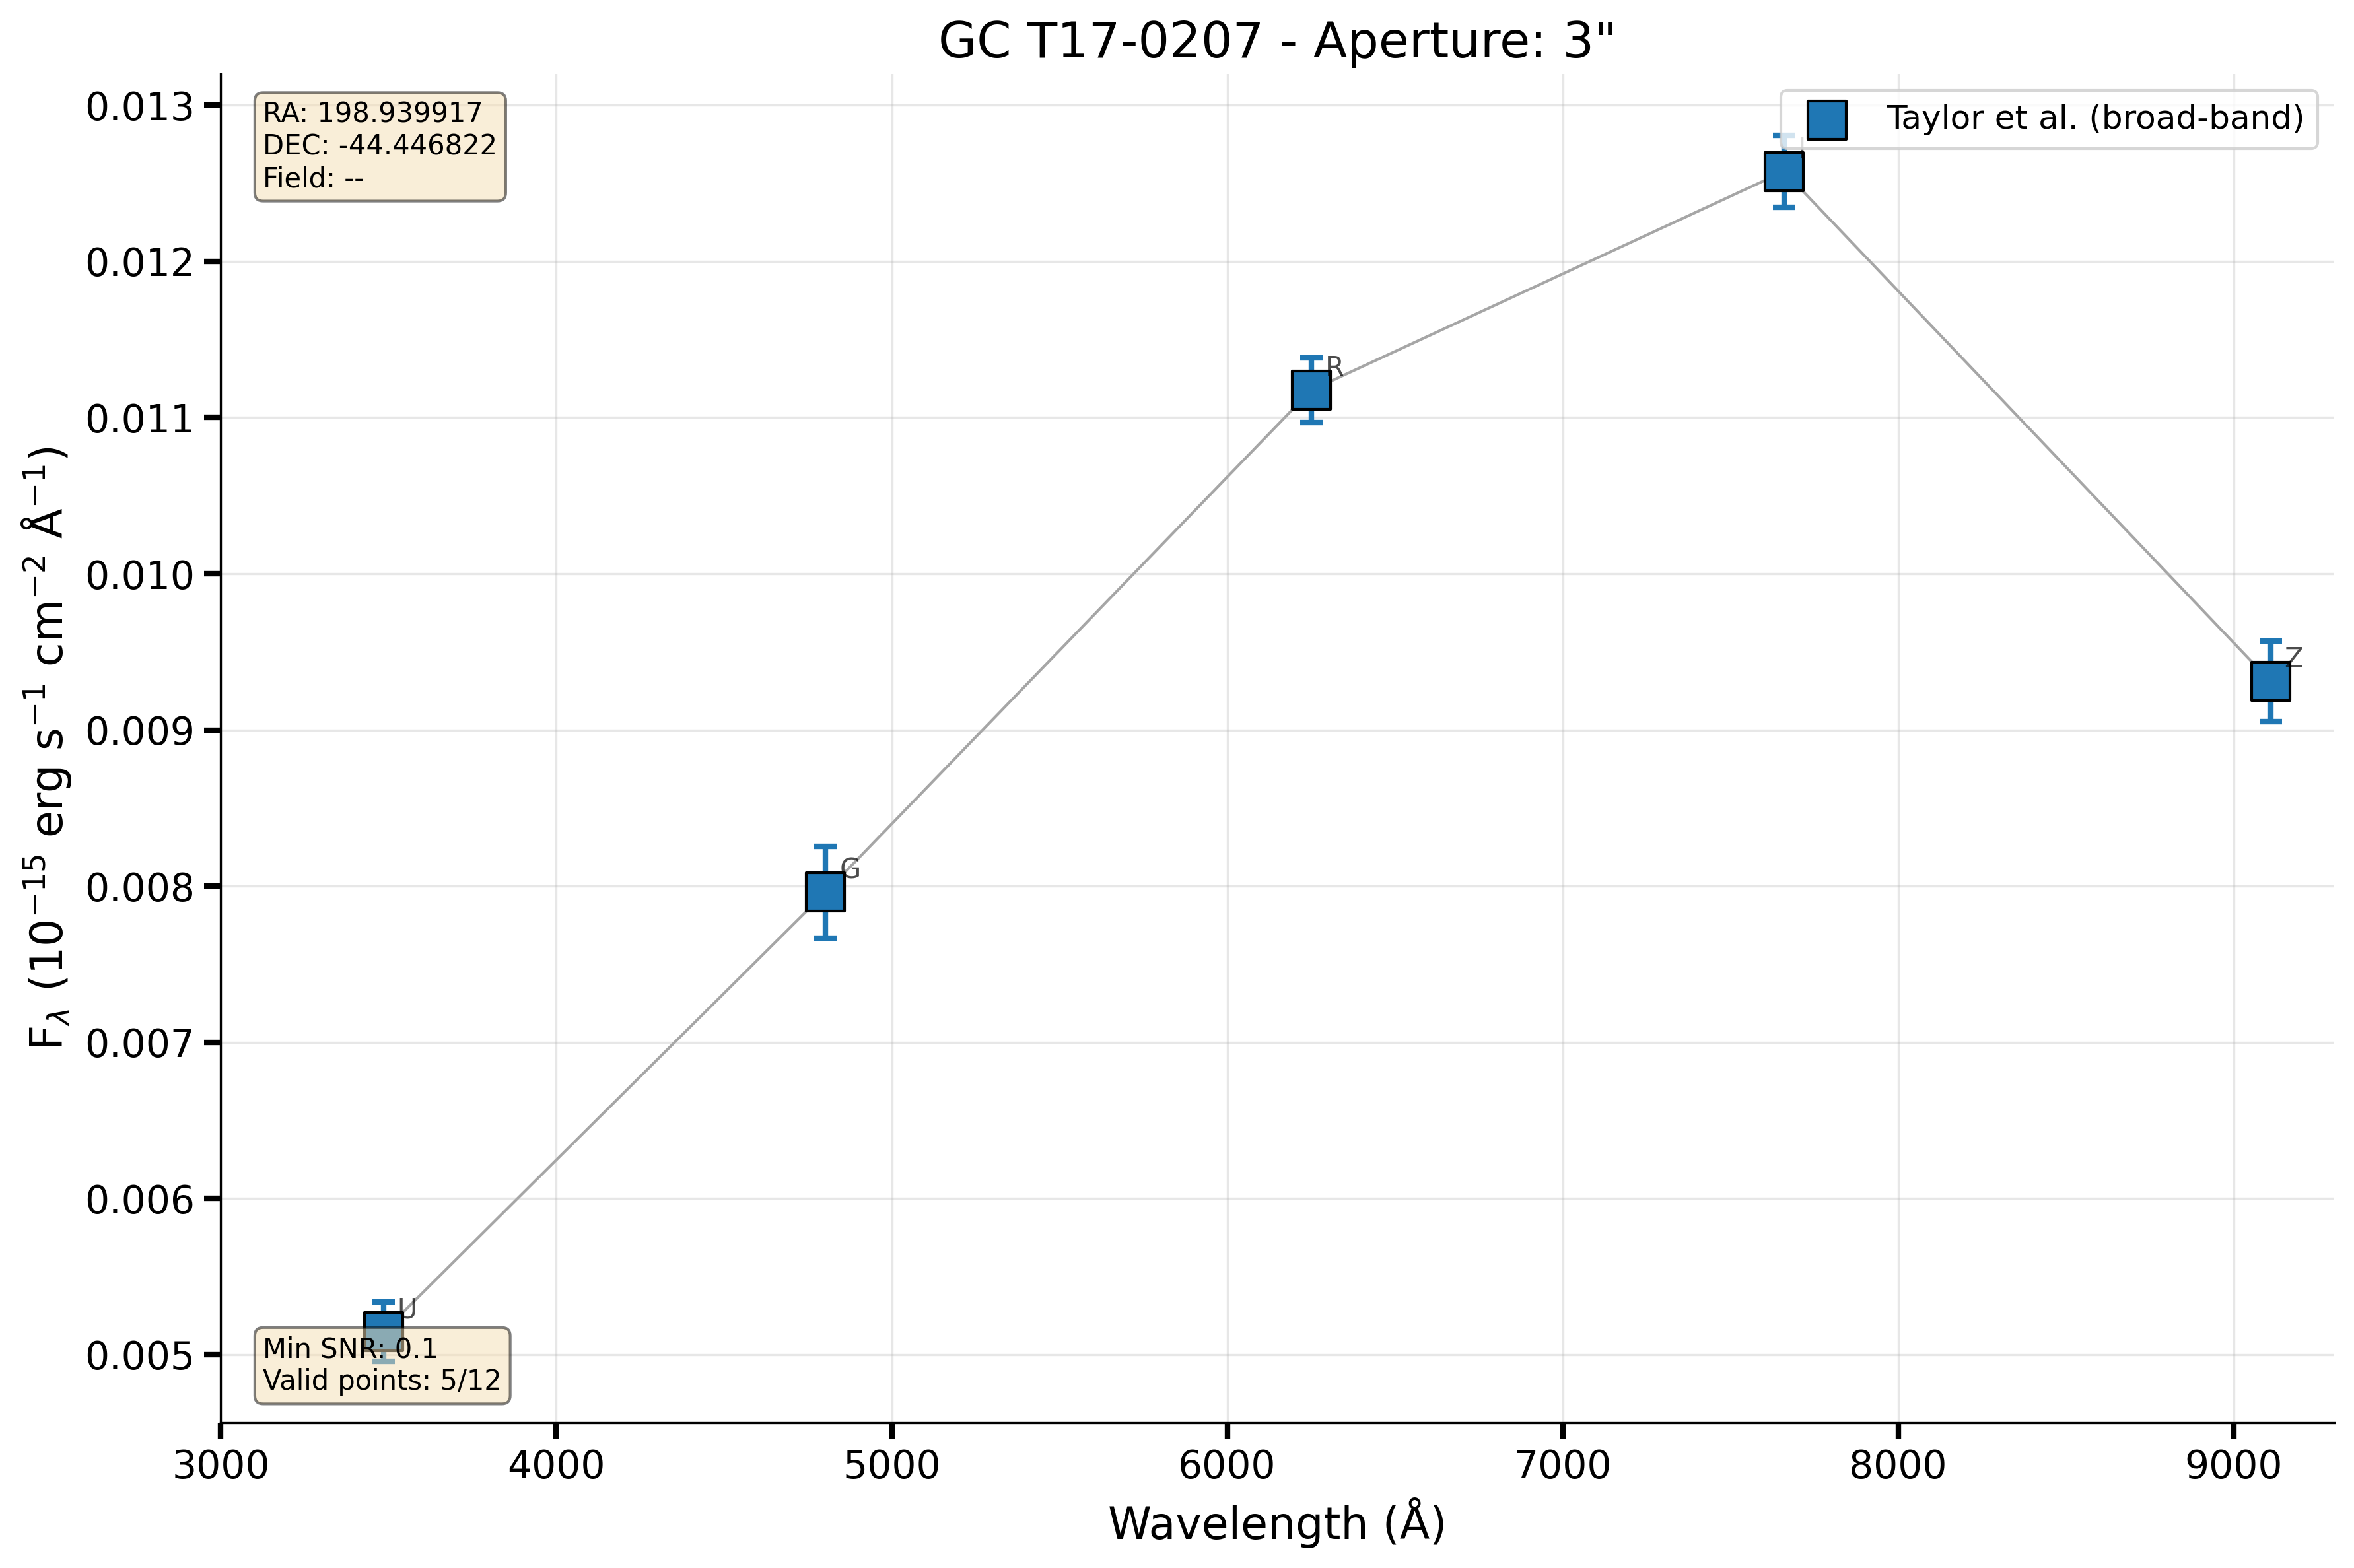 GC T17-0207 - Aperture: 3"
RA: 198.939917
DEC: -44.446822
Field: --
Taylor et al. (broad-band)
0.013
0.012
0.011
0.010
0.009
0.008
0.007
0.006
0.005
F_λ (10⁻¹⁵ erg s⁻¹ cm⁻² Å⁻¹)
R
Z
G
U
Min SNR: 0.1
Valid points: 5/12
3000 4000 5000 6000 7000 8000 9000
Wavelength (Å)